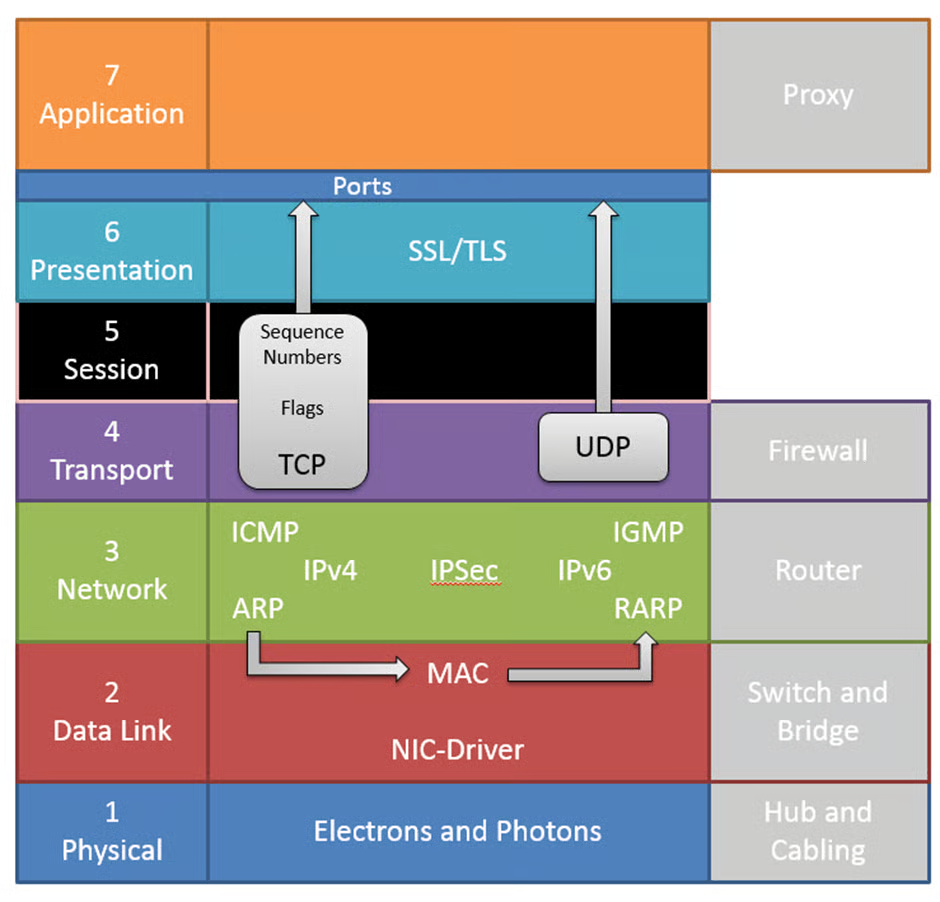 7
Application
Proxy
Ports
6
Presentation
SSL/TLS
5
Session
Sequence
Numbers
Flags
TCP
4
Transport
UDP
Firewall
3
Network
ICMP
IGMP
IPv4
IPSec
IPv6
ARP
RARP
Router
2
Data Link
MAC
NIC-Driver
Switch and
Bridge
1
Physical
Electrons and Photons
Hub and
Cabling